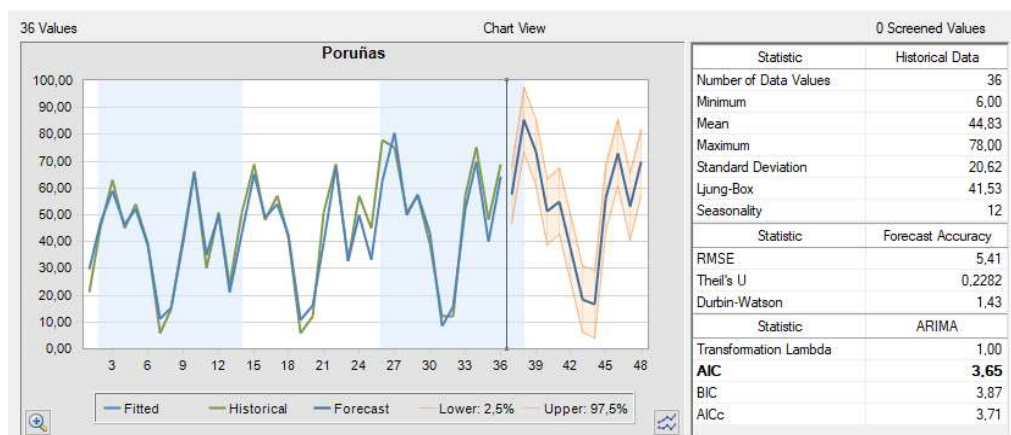 36 Values Chart View 0 Screened Values
Poruñas
100,00
90,00
80,00
70,00
60,00
50,00
40,00
30,00
20,00
10,00
0,00
3 6 9 12 15 18 21 24 27 30 33 36 39 42 45 48
Fitted Historical Forecast Lower: 2,5% Upper: 97,5%
Statistic Historical Data
Number of Data Values 36
Minimum 6,00
Mean 44,83
Maximum 78,00
Standard Deviation 20,62
Ljung-Box 41,53
Seasonality 12
Statistic Forecast Accuracy
RMSE 5,41
Theil's U 0,2282
Durbin-Watson 1,43
Statistic ARIMA
Transformation Lambda 1,00
AIC 3,65
BIC 3,87
AICc 3,71